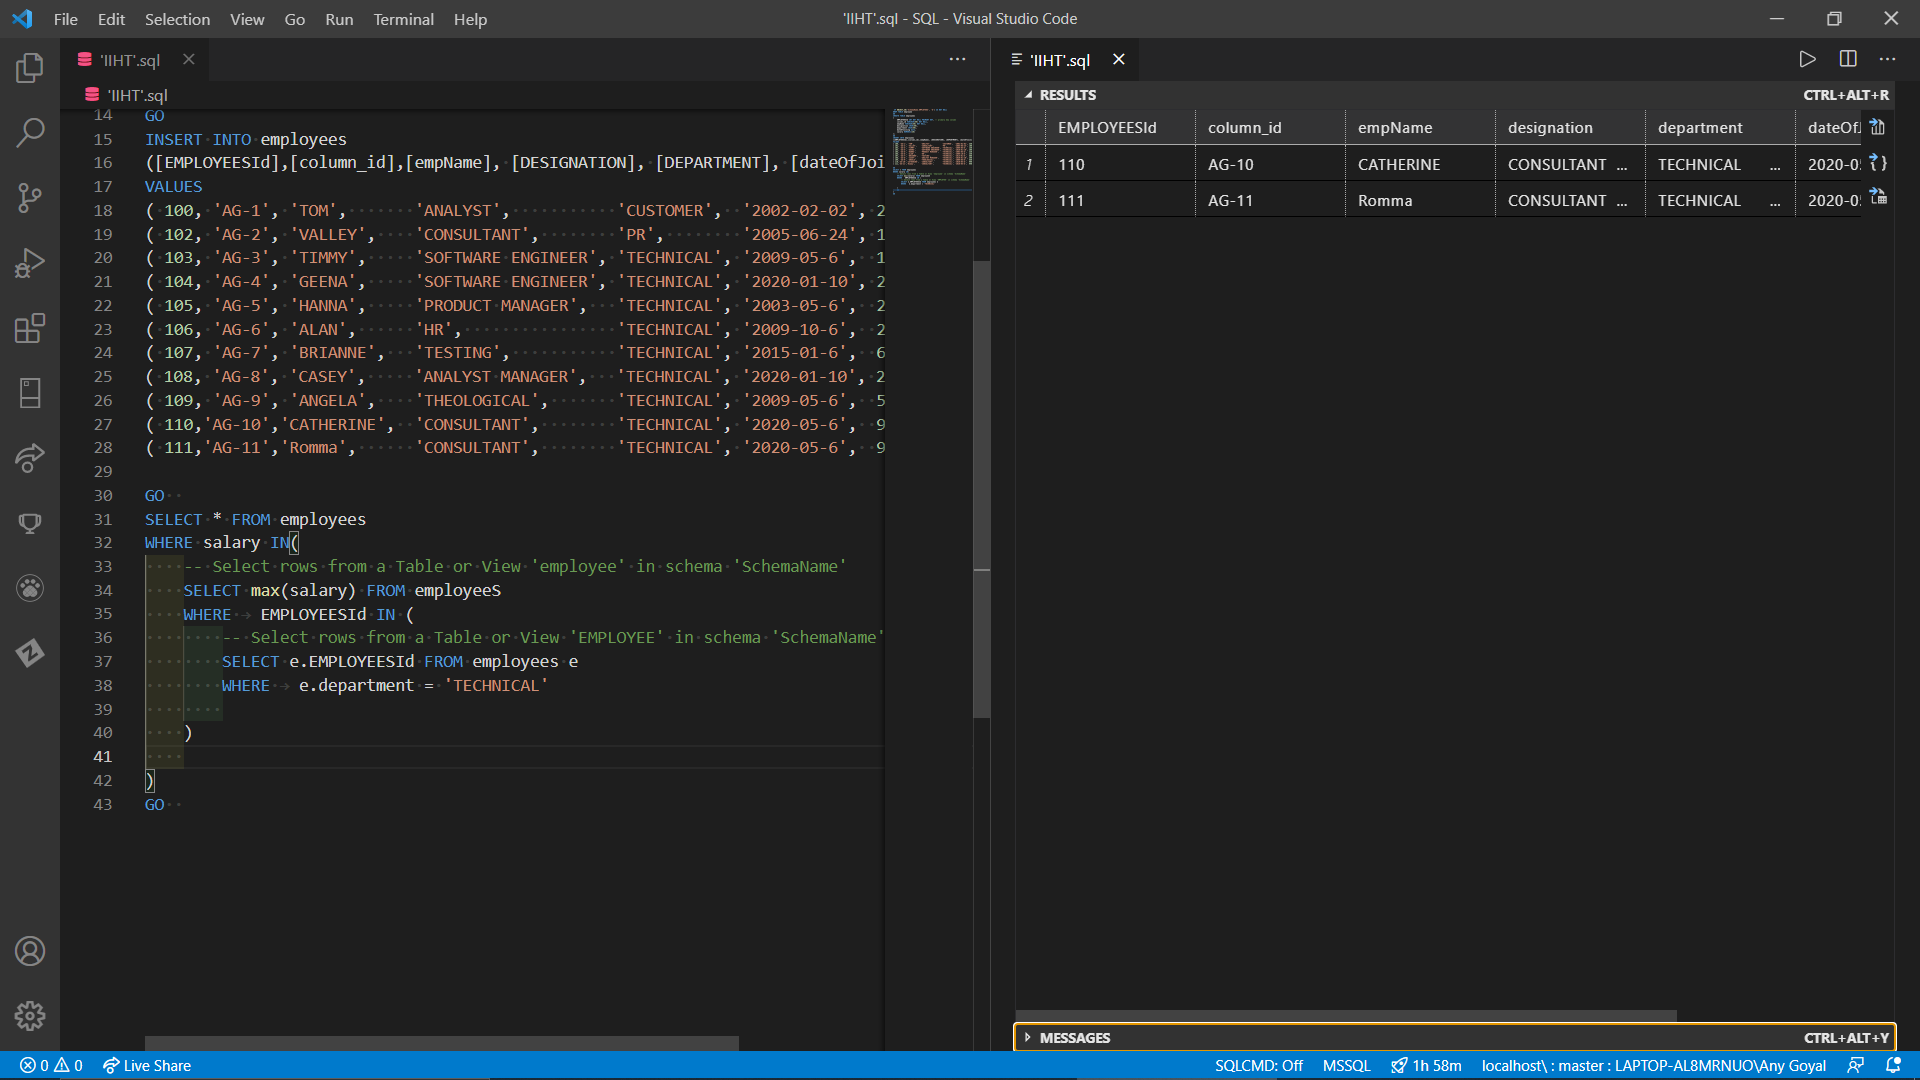 File Edit Selection View Go Run Terminal Help
'IIHT'.sql - SQL - Visual Studio Code
'IIHT'.sql
'IIHT'.sql
14 GO
15 INSERT INTO employees
16 ([EMPLOYEESId],[column_id],[empName], [DESIGNATION], [DEPARTMENT], [dateOfJoi
17 VALUES
18 ( 100, 'AG-1', 'TOM', 'ANALYST', 'CUSTOMER', '2002-02-02', 2
19 ( 102, 'AG-2', 'VALLEY', 'CONSULTANT', 'PR', '2005-06-24', 1
20 ( 103, 'AG-3', 'TIMMY', 'SOFTWARE ENGINEER', 'TECHNICAL', '2009-05-6', 1
21 ( 104, 'AG-4', 'GEENA', 'SOFTWARE ENGINEER', 'TECHNICAL', '2020-01-10', 2
22 ( 105, 'AG-5', 'HANNA', 'PRODUCT MANAGER', 'TECHNICAL', '2003-05-6', 2
23 ( 106, 'AG-6', 'ALAN', 'HR', 'TECHNICAL', '2009-10-6', 2
24 ( 107, 'AG-7', 'BRIANNE', 'TESTING', 'TECHNICAL', '2015-01-6', 6
25 ( 108, 'AG-8', 'CASEY', 'ANALYST MANAGER', 'TECHNICAL', '2020-01-10', 2
26 ( 109, 'AG-9', 'ANGELA', 'THEOLOGICAL', 'TECHNICAL', '2009-05-6', 5
27 ( 110,'AG-10','CATHERINE', 'CONSULTANT', 'TECHNICAL', '2020-05-6', 9
28 ( 111,'AG-11','Romma', 'CONSULTANT', 'TECHNICAL', '2020-05-6', 9
29
30 GO
31 SELECT * FROM employees
32 WHERE salary IN(
33 -- Select rows from a Table or View 'employee' in schema 'SchemaName'
34 SELECT max(salary) FROM employeeS
35 WHERE EMPLOYEESId IN (
36 -- Select rows from a Table or View 'EMPLOYEE' in schema 'SchemaName'
37 SELECT e.EMPLOYEESId FROM employees e
38 WHERE e.department = 'TECHNICAL'
39
40 )
41
42 )
43 GO
'IIHT'.sql
RESULTS CTRL+ALT+R
EMPLOYEESId column_id empName designation department dateOfJ
1 110 AG-10 CATHERINE CONSULTANT ... TECHNICAL ... 2020-0
2 111 AG-11 Romma CONSULTANT ... TECHNICAL ... 2020-0
MESSAGES CTRL+ALT+Y
0 0 Live Share SQLCMD: Off MSSQL 1h 58m localhost\ : master : LAPTOP-AL8MRNUO\Any Goyal